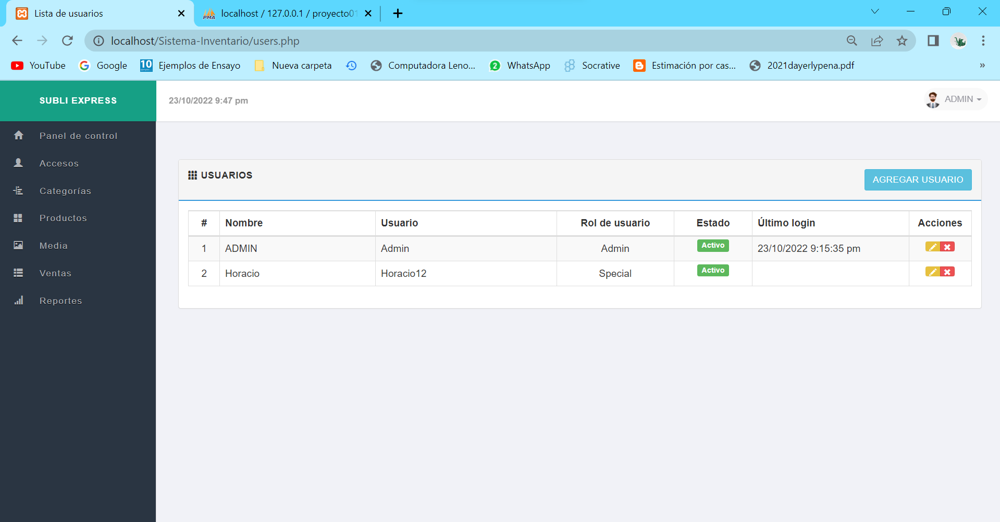 Lista de usuarios
localhost / 127.0.0.1 / proyecto01
localhost/Sistema-Inventario/users.php
YouTube Google 10 Ejemplos de Ensayo Nueva carpeta Computadora Leno... 2 WhatsApp Socrative Estimación por cas... 2021dayerlypena.pdf »
SUBLI EXPRESS
23/10/2022 9:47 pm
ADMIN
Panel de control
Accesos
Categorías
Productos
Media
Ventas
Reportes
USUARIOS
AGREGAR USUARIO
# Nombre Usuario Rol de usuario Estado Último login Acciones
1 ADMIN Admin Admin Activo 23/10/2022 9:15:35 pm
2 Horacio Horacio12 Special Activo